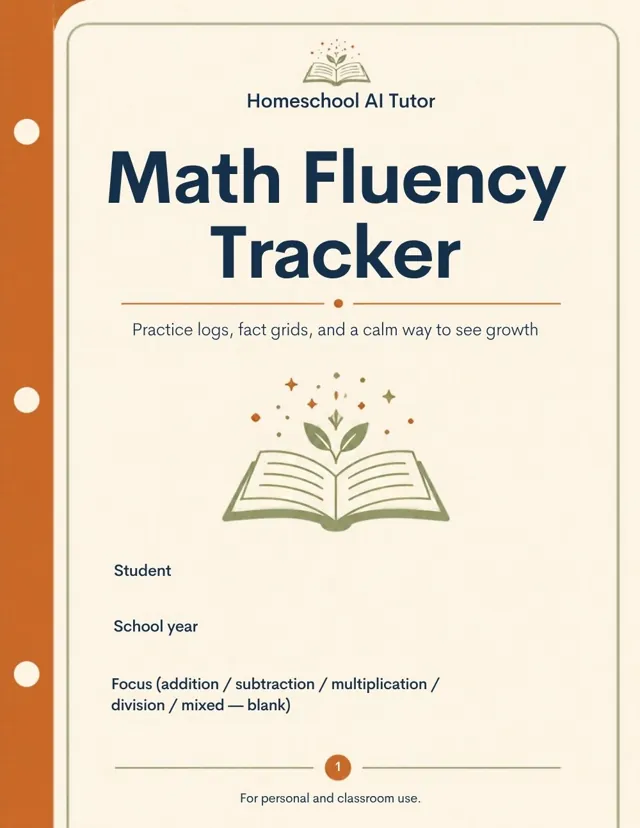 Homeschool AI Tutor
Math Fluency
Tracker
Practice logs, fact grids, and a calm way to see growth
Student
School year
Focus (addition / subtraction / multiplication /
division / mixed — blank)
1
For personal and classroom use.